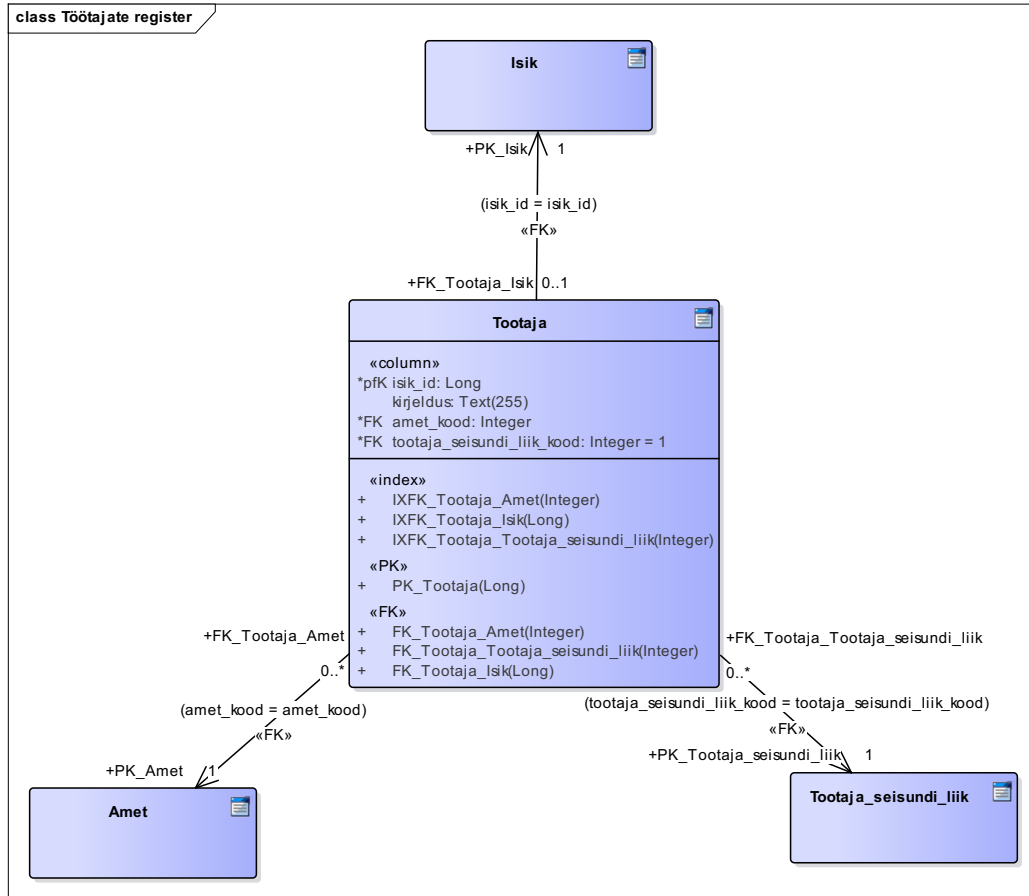 class Töötajate register
Isik
+PK_Isik 1
(isik_id = isik_id)
«FK»
+FK_Tootaja_Isik 0..1
Tootaja
«column»
*pfK isik_id: Long
kirjeldus: Text(255)
*FK amet_kood: Integer
*FK tootaja_seisundi_liik_kood: Integer = 1
«index»
+ IXFK_Tootaja_Amet(Integer)
+ IXFK_Tootaja_Isik(Long)
+ IXFK_Tootaja_Tootaja_seisundi_liik(Integer)
«PK»
+ PK_Tootaja(Long)
«FK»
+ FK_Tootaja_Amet(Integer)
+ FK_Tootaja_Tootaja_seisundi_liik(Integer)
+ FK_Tootaja_Isik(Long)
+FK_Tootaja_Amet
0..*
(amet_kood = amet_kood)
«FK»
+PK_Amet 1
Amet
+FK_Tootaja_Tootaja_seisundi_liik
0..*
(tootaja_seisundi_liik_kood = tootaja_seisundi_liik_kood)
«FK»
+PK_Tootaja_seisundi_liik 1
Tootaja_seisundi_liik